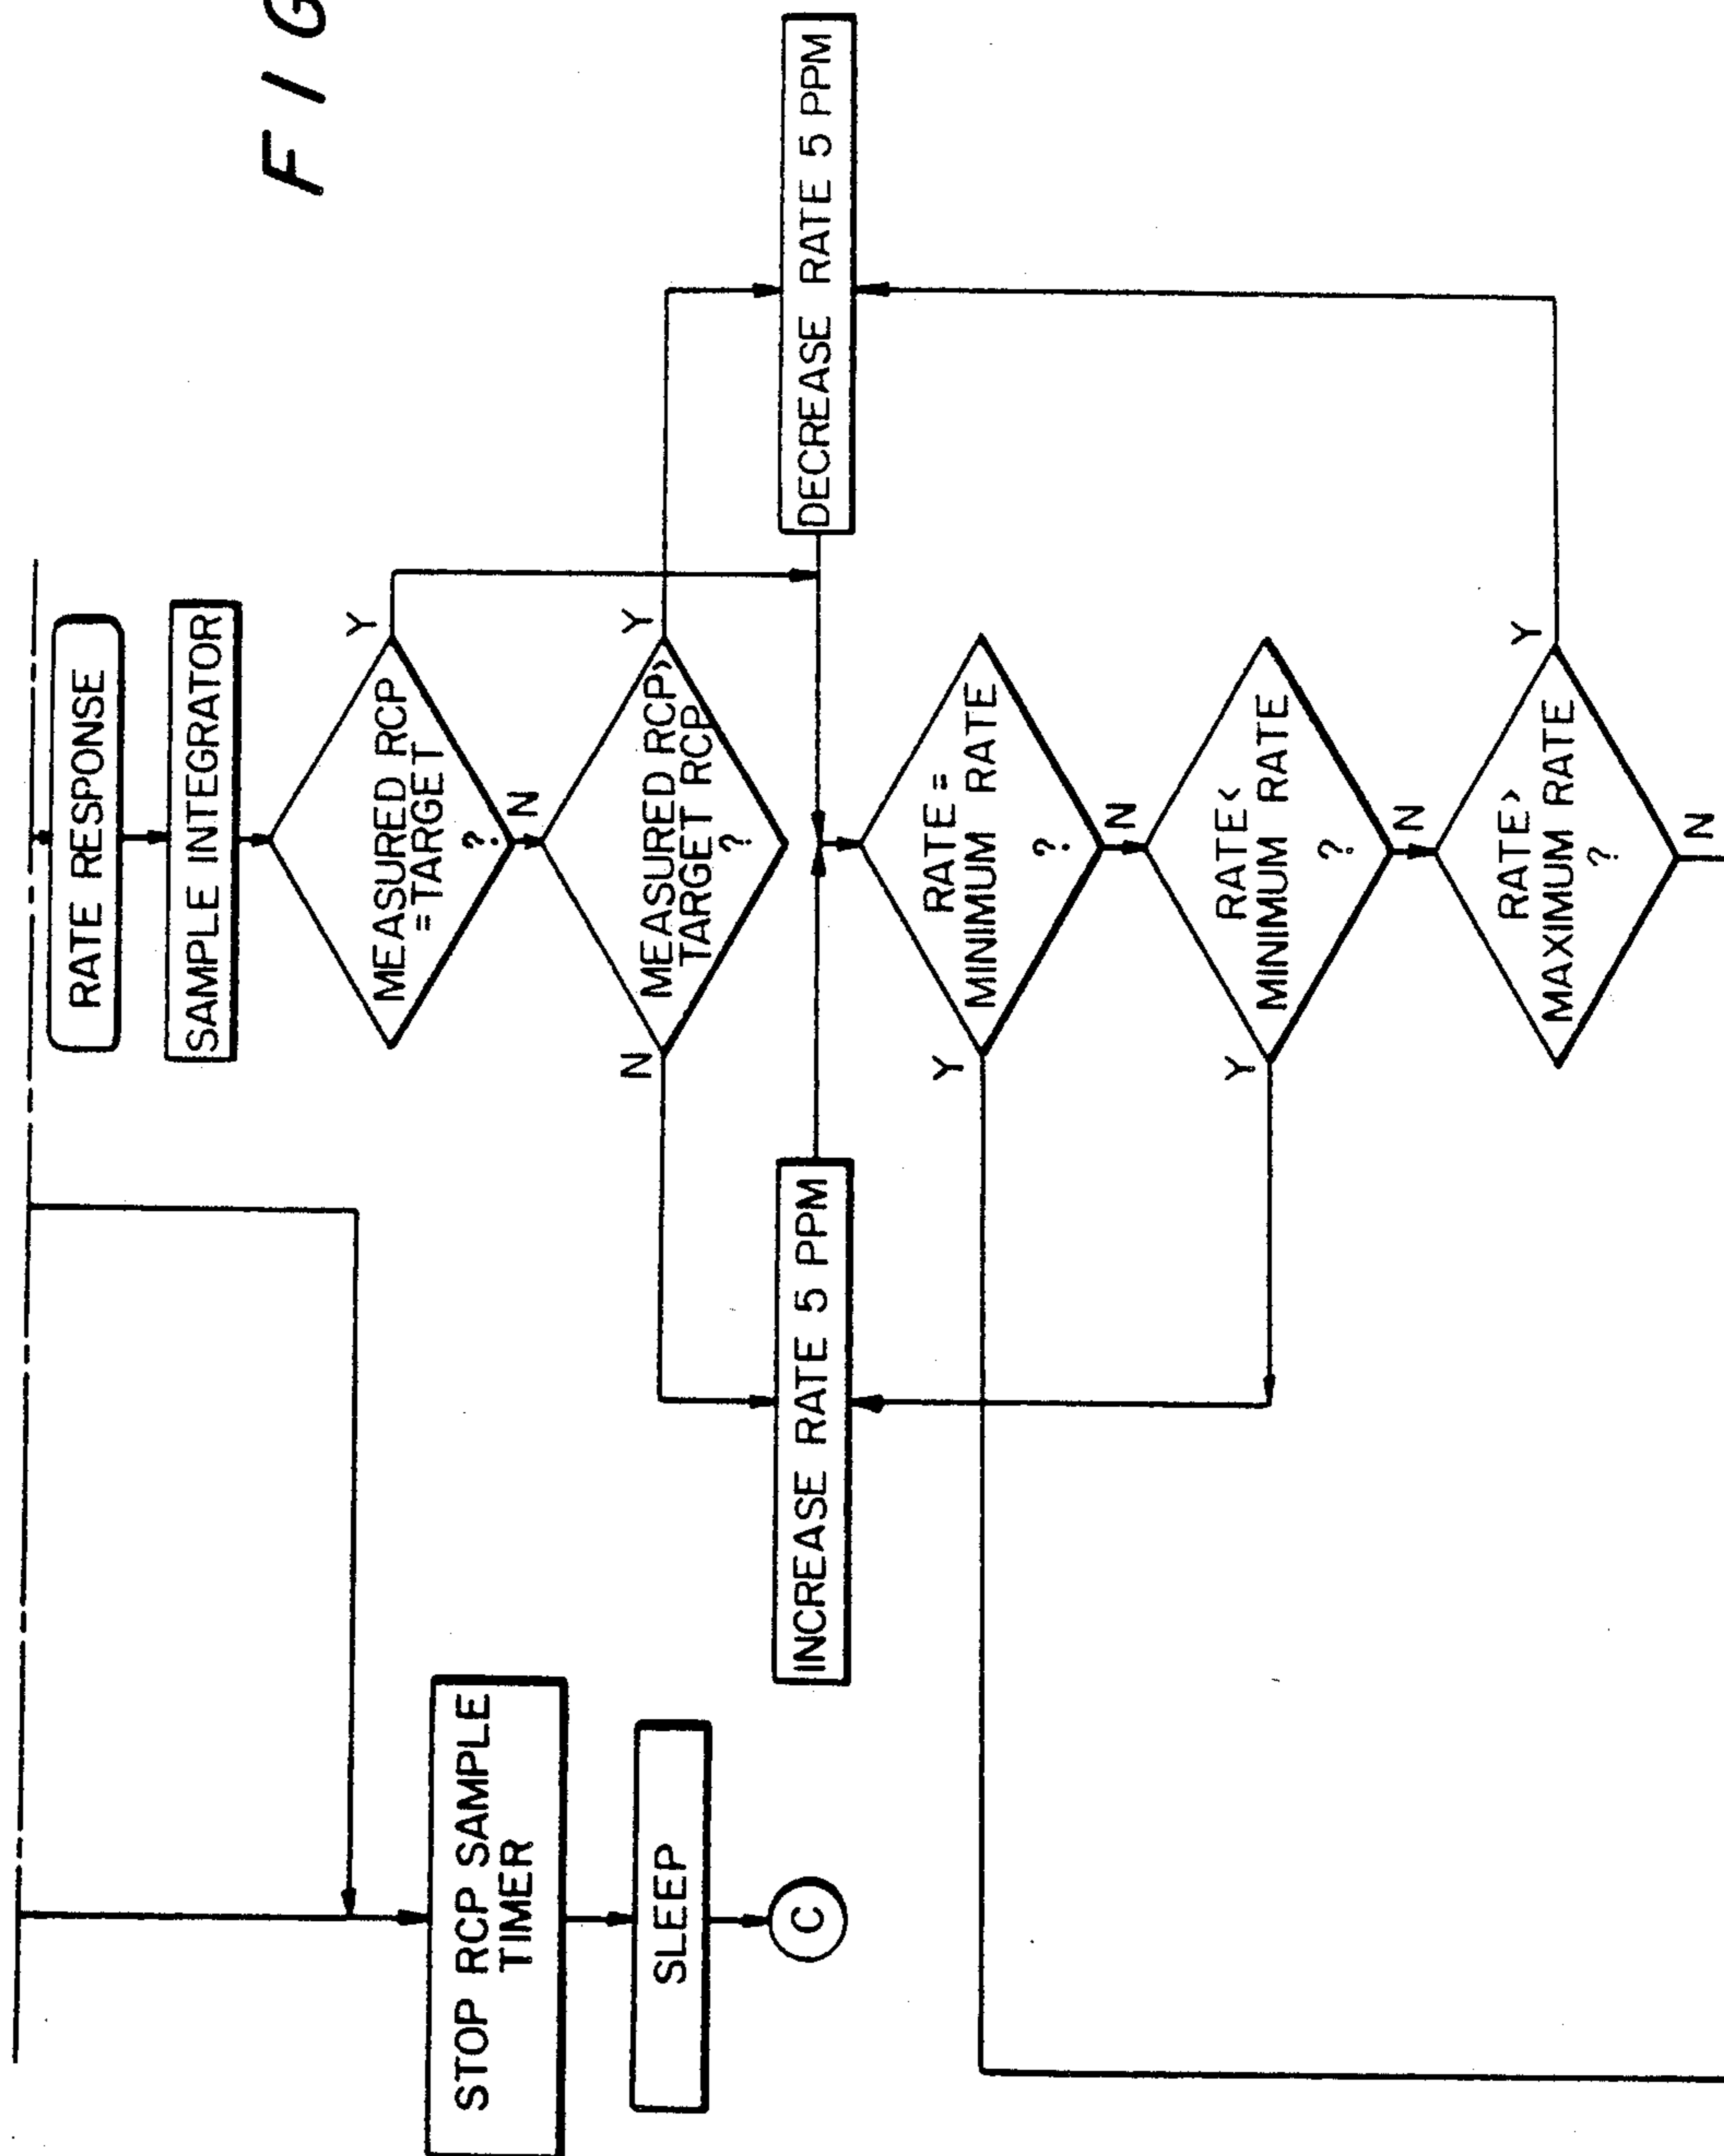 FIG
RATE RESPONSE
SAMPLE INTEGRATOR
MEASURED RCP
=TARGET
?
Y
N
MEASURED RCP>
TARGET RCP
?
N
Y
INCREASE RATE 5 PPM
DECREASE RATE 5 PPM
RATE =
MINIMUM RATE
?
Y
N
RATE<
MINIMUM RATE
?
Y
N
RATE>
MAXIMUM RATE
?
Y
N
STOP RCP SAMPLE
TIMER
SLEEP
C